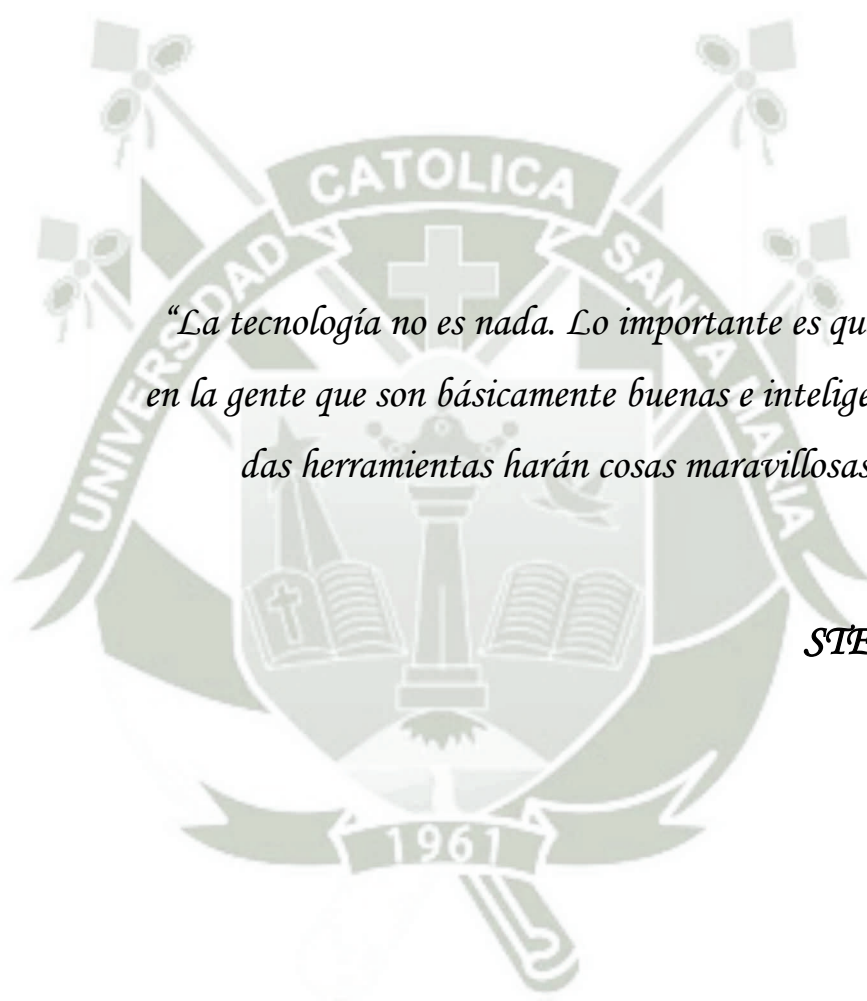 UNIVERSIDAD CATOLICA SANTA MARIA
“La tecnología no es nada. Lo importante es qu
en la gente que son básicamente buenas e intelige
das herramientas harán cosas maravillosas
STE
1961